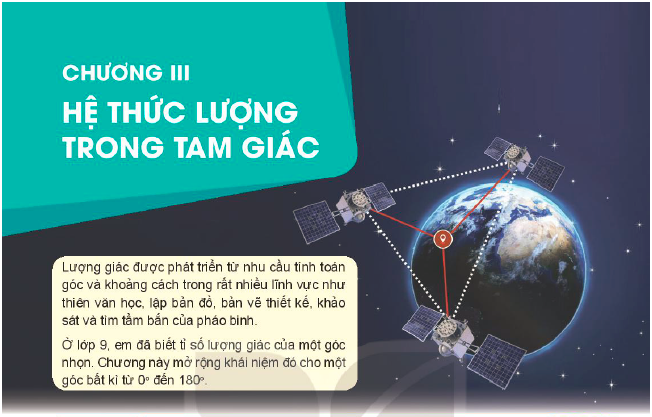 CHƯƠNG III
HỆ THỨC LƯỢNG
TRONG TAM GIÁC
Lượng giác được phát triển từ nhu cầu tính toán
góc và khoảng cách trong rất nhiều lĩnh vực như
thiên văn học, lập bản đồ, bản vẽ thiết kế, khảo
sát và tìm tầm bắn của pháo binh.
Ở lớp 9, em đã biết tỉ số lượng giác của một góc
nhọn. Chương này mở rộng khái niệm đó cho một
góc bất kì từ 0º đến 180º.